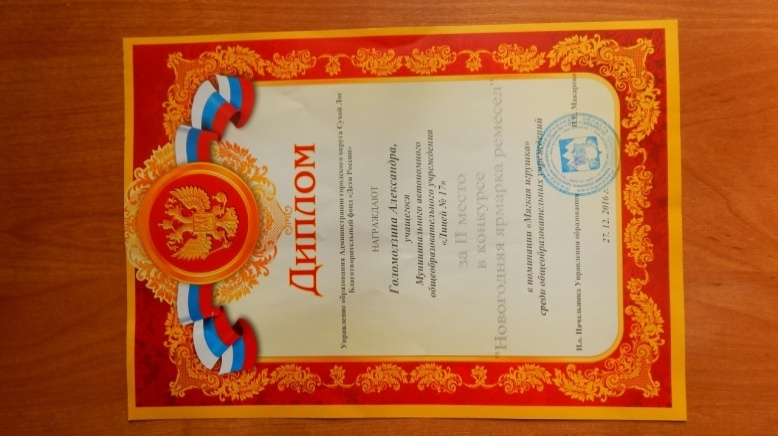 Диплом
Управление образования Администрации городского округа Сухой Лог
Благотворительный фонд «Дети России»
НАГРАЖДАЮТ
Голомолзина Александра,
учащегося
Муниципального автономного
общеобразовательного учреждения
«Лицей № 17»
за II место
в конкурсе
"Новогодняя ярмарка ремесел"
в номинации «Мягкая игрушка»
среди общеобразовательных учреждений
И.о. Начальника Управления образования Н.С. Макарова
27. 12. 2016 г.